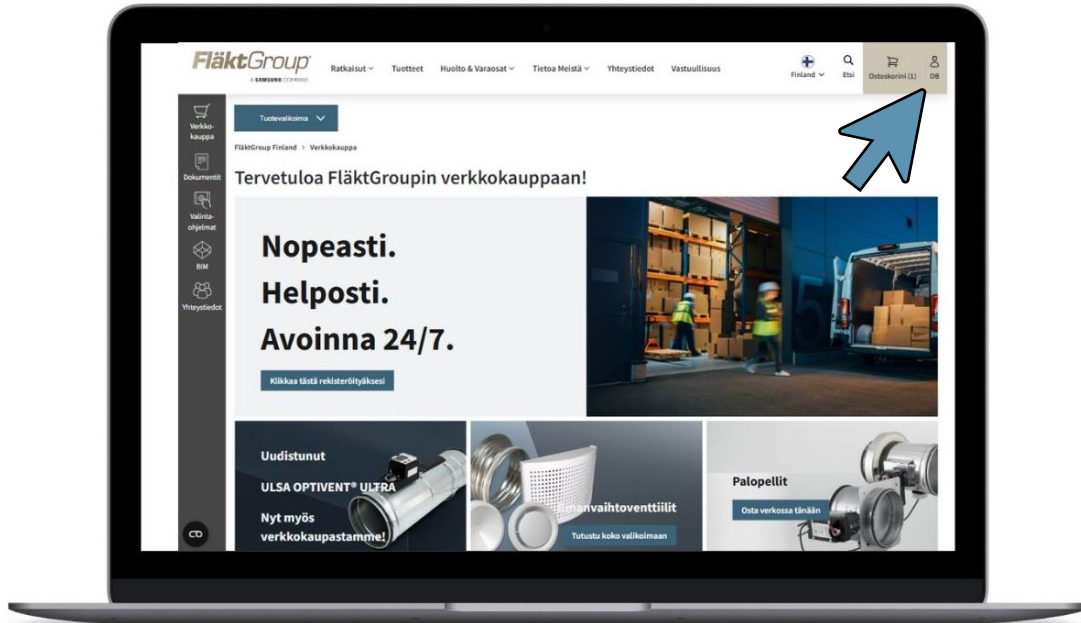 FläktGroup
A SAMSUNG COMPANY
Ratkaisut
Tuotteet
Huolto & Varaosat
Tietoa Meistä
Yhteystiedot
Vastuullisuus
Finland
Etsi
Ostoskorini (1)
DB
Verkko-
kauppa
Dokumentit
Valinta-
ohjelmat
BIM
Yhteystiedot
Tuotevalikoima
FläktGroup Finland > Verkkokauppa
Tervetuloa FläktGroupin verkkokauppaan!
Nopeasti.
Helposti.
Avoinna 24/7.
Klikkaa tästä rekisteröityäksesi
Uudistunut
ULSA OPTIVENT® ULTRA
Nyt myös
verkkokaupastamme!
Ilmanvaihtoventtiilit
Tutustu koko valikoimaan
Palopellit
Osta verkossa tänään